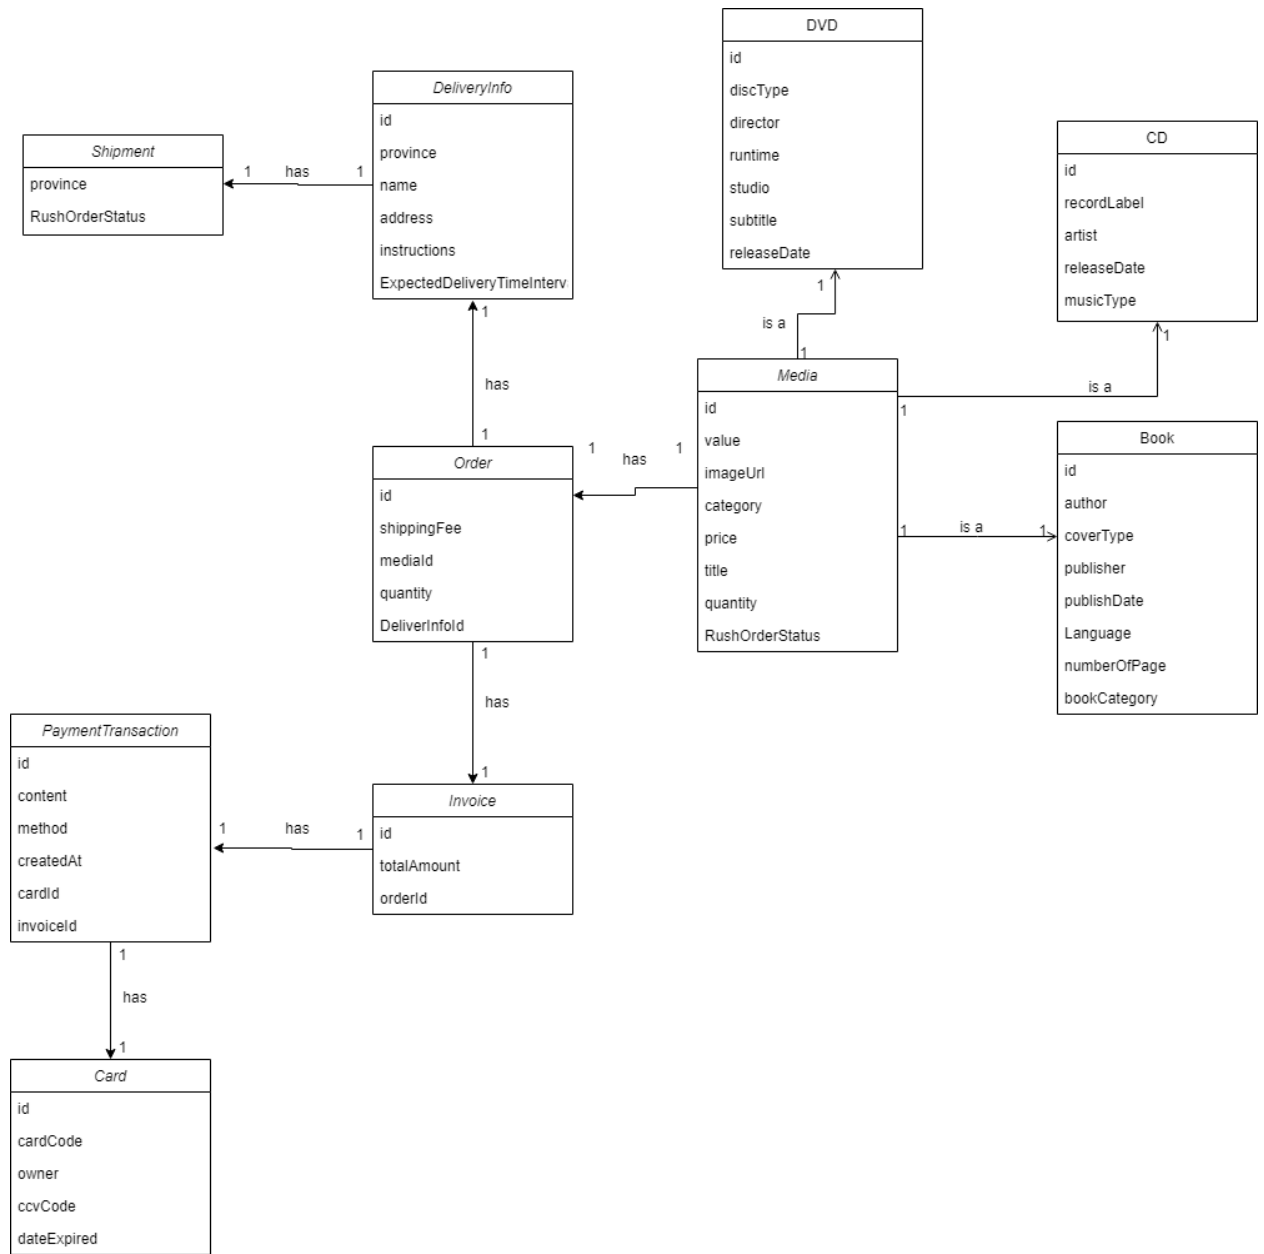 DVD
id
discType
director
runtime
studio
subtitle
releaseDate
1
is a
1
DeliveryInfo
id
province
name
address
instructions
ExpectedDeliveryTimeInterv
1
has
1
Shipment
province
RushOrderStatus
1 has 1
CD
id
recordLabel
artist
releaseDate
musicType
1
is a
1
Media
id
value
imageUrl
category
price
title
quantity
RushOrderStatus
1 has 1
Order
id
shippingFee
mediaId
quantity
DeliverInfoId
1
has
1
1 is a 1
Book
id
author
coverType
publisher
publishDate
Language
numberOfPage
bookCategory
Invoice
id
totalAmount
orderId
1 has 1
PaymentTransaction
id
content
method
createdAt
cardId
invoiceId
1
has
1
Card
id
cardCode
owner
ccvCode
dateExpired